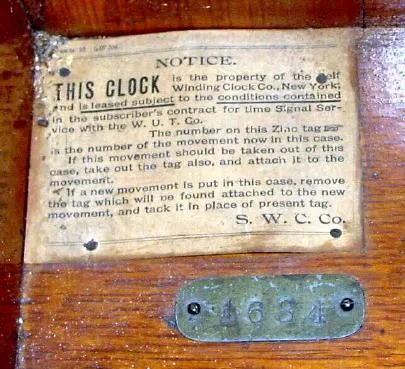 NOTICE.
THIS CLOCK is the property of the Self
Winding Clock Co., New York,
and is leased subject to the conditions contained
in the subscriber's contract for time Signal Ser-
vice with the W. U. T. Co.
The number on this Zinc tag
is the number of the movement now in this case.
If this movement should be taken out of this
case, take out the tag also, and attach it to the
movement.
If a new movement is put in this case, remove
the tag which will be found attached to the new
movement, and tack it in place of present tag.
S. W. C. Co.
1634